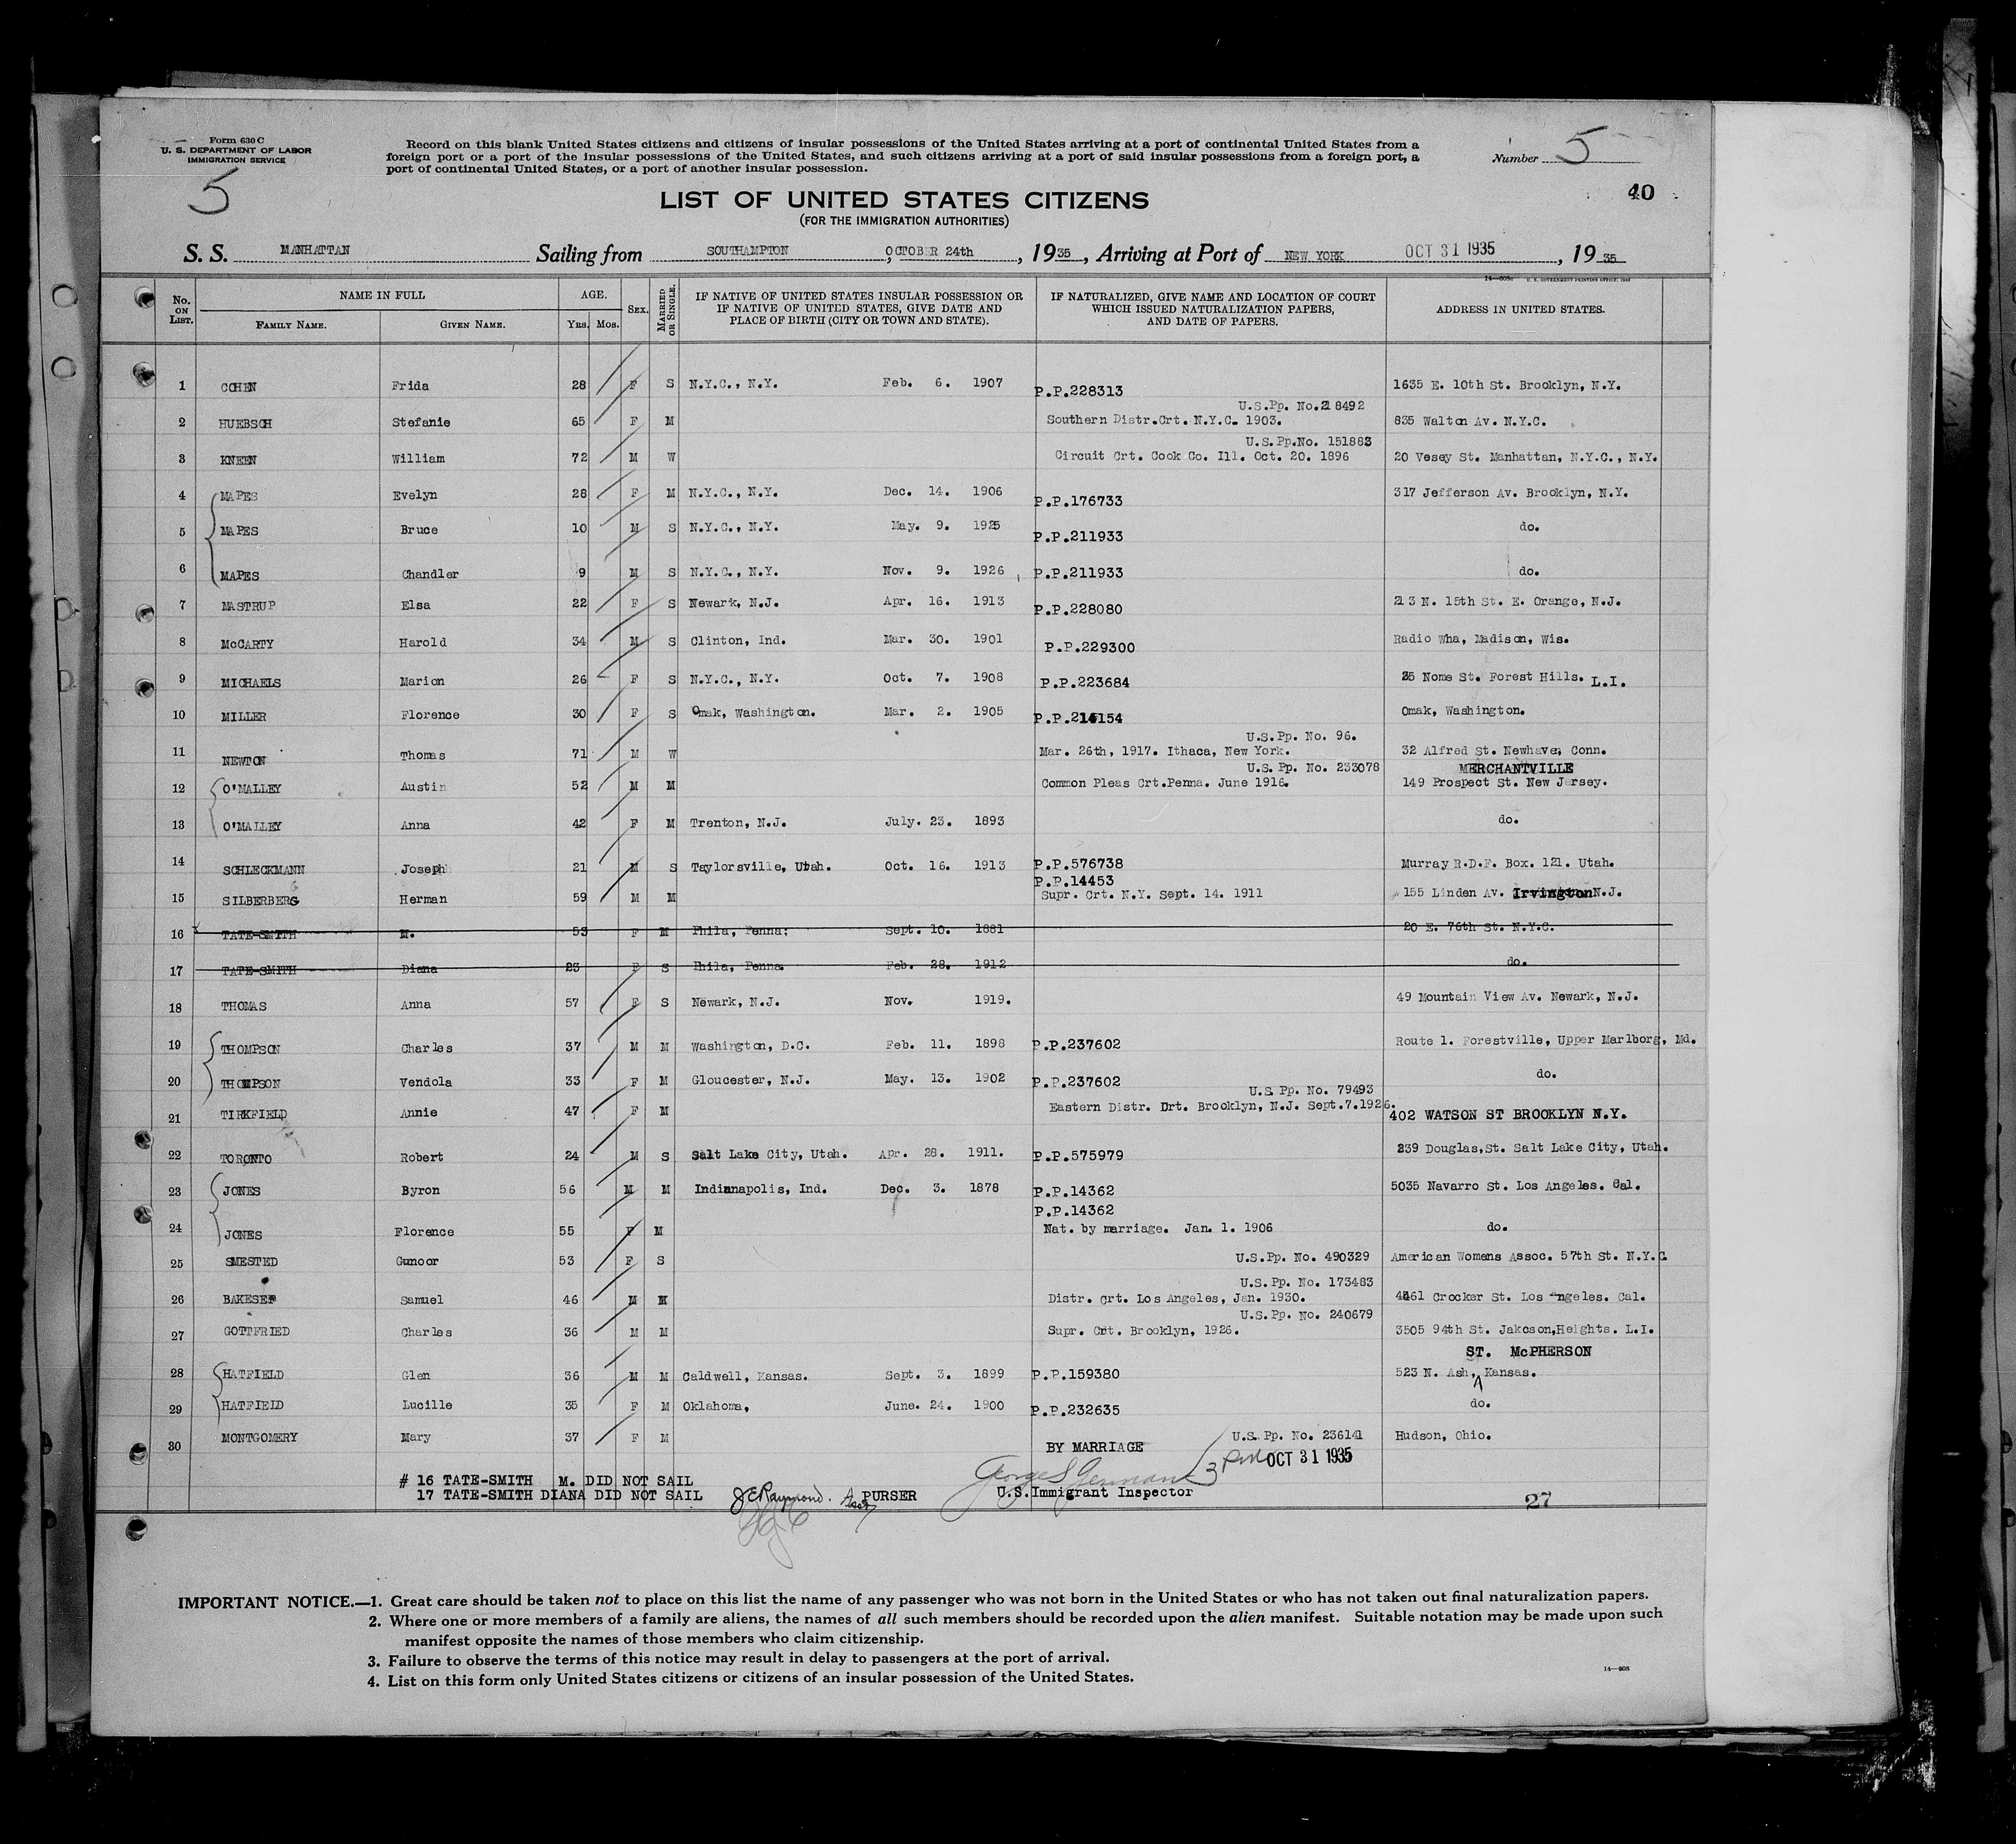 Form 630 C
U. S. DEPARTMENT OF LABOR
IMMIGRATION SERVICE
5
Record on this blank United States citizens and citizens of insular possessions of the United States arriving at a port of continental United States from a
foreign port or a port of the insular possessions of the United States, and such citizens arriving at a port of said insular possessions from a foreign port, a
port of continental United States, or a port of another insular possession.
Number 5
40
LIST OF UNITED STATES CITIZENS
(FOR THE IMMIGRATION AUTHORITIES)
S. S. MANHATTAN Sailing from SOUTHAMPTON, OCTOBER 24th, 1935, Arriving at Port of NEW YORK OCT 31 1935, 1935
No. ON LIST. NAME IN FULL FAMILY NAME. GIVEN NAME. AGE. YRS. MOS. SEX. MARRIED OR SINGLE. IF NATIVE OF UNITED STATES INSULAR POSSESSION OR IF NATIVE OF UNITED STATES, GIVE DATE AND PLACE OF BIRTH (CITY OR TOWN AND STATE). IF NATURALIZED, GIVE NAME AND LOCATION OF COURT WHICH ISSUED NATURALIZATION PAPERS, AND DATE OF PAPERS. ADDRESS IN UNITED STATES.
1 COHEN Frida 28 F S N.Y.C., N.Y. Feb. 6. 1907 P.P.228313 1635 E. 10th St. Brooklyn, N.Y.
U.S.Pp. No.218492
2 HUEBSCH Stefanie 65 F M Southern Distr.Crt. N.Y.C. 1903. 835 Walton Av. N.Y.C.
U.S.Pp.No. 151883
3 KNEEN William 72 M W Circuit Crt. Cook Co. Ill. Oct. 20. 1896 20 Vesey St. Manhattan, N.Y.C., N.Y.
4 MAPES Evelyn 28 F M N.Y.C., N.Y. Dec. 14. 1906 P.P.176733 317 Jefferson Av. Brooklyn, N.Y.
5 MAPES Bruce 10 M S N.Y.C., N.Y. May. 9. 1925 P.P.211933 do.
6 MAPES Chandler 9 M S N.Y.C., N.Y. Nov. 9. 1926 P.P.211933 do.
7 MASTRUP Elsa 22 F S Newark, N.J. Apr. 16. 1913 P.P.228080 213 N. 15th St. E. Orange, N.J.
8 McCARTY Harold 34 M S Clinton, Ind. Mar. 30. 1901 P.P.229300 Radio Wha, Madison, Wis.
9 MICHAELS Marion 26 F S N.Y.C., N.Y. Oct. 7. 1908 P.P.223684 25 Nome St. Forest Hills. L.I.
10 MILLER Florence 30 F S Omak, Washington. Mar. 2. 1905 Omak, Washington.
U.S.Pp. No. 96.
11 NEWTON Thomas 71 M W Mar. 26th, 1917. Ithaca, New York. 32 Alfred St. Newhave, Conn.
U.S. Pp. No. 233078 MERCHANTVILLE
12 O'MALLEY Austin 52 M M Common Pleas Crt.Penna. June 1916. 149 Prospect St. New Jersey.
13 O'MALLEY Anna 42 F M Trenton, N.J. July. 23. 1893 do.
14 SCHLECKMANN Joseph 21 M S Taylorsville, Utah. Oct. 16. 1913 P.P.576738 Murray R.D.F. Box. 121. Utah.
P.P.14453
15 SILBERBERG Herman 59 M M Supr. Crt. N.Y. Sept. 14. 1911 155 Linden Av. Irvington N.J.
16 TATE-SMITH M. 53 F M Phila, Penna. Sept. 10. 1881 20 E. 76th St. N.Y.C.
17 TATE-SMITH Diana 23 F S Phila, Penna. Feb. 28. 1912 do.
18 THOMAS Anna 57 F S Newark, N.J. Nov. 1919. 49 Mountain View Av. Newark, N.J.
19 THOMPSON Charles 37 M M Washington, D.C. Feb. 11. 1898 P.P.237602 Route 1. Forestville, Upper Marlborg, Md.
20 THOMPSON Vendola 33 F M Gloucester, N.J. May. 13. 1902 P.P.237602 do.
U.S. Pp. No. 79493
21 TIRKFIELD Annie 47 F M Eastern Distr. Drt. Brooklyn, N.J. Sept.7.1926. 402 WATSON ST BROOKLYN N.Y.
22 TORONTO Robert 24 M S Salt Lake City, Utah. Apr. 28. 1911. P.P.575979 239 Douglas,St. Salt Lake City, Utah.
23 JONES Byron 56 M M Indianapolis, Ind. Dec. 3. 1878 P.P.14362 5035 Navarro St. Los Angeles. Cal.
P.P.14362
24 JONES Florence 55 F M Nat. by marriage. Jan. 1. 1906 do.
25 SMESTED Gunoor 53 F S U.S.Pp. No. 490329 American Womens Assoc. 57th St. N.Y.C.
U.S.Pp. No. 173483
26 Samuel 46 M M Distr. Crt. Los Angeles, Jan. 1930. Crocker St. Los Angeles. Cal.
U.S.Pp. No. 240679
27 GOTTFRIED Charles 36 M M Supr. Crt. Brooklyn, 1926. 3505 94th St. Jakcson,Heights. L.I.
ST. McPHERSON
28 HATFIELD Glen 36 M M Caldwell, Kansas. Sept. 3. 1899 P.P.159380 523 N. Ash, Kansas.
29 HATFIELD Lucille 35 F M Oklahoma, June. 24. 1900 P.P.232635 do.
30 MONTGOMERY Mary 37 F M BY MARRIAGE U.S. Pp. No. 236141 Hudson, Ohio.
OCT 31 1935
# 16 TATE-SMITH M. DID NOT SAIL
17 TATE-SMITH DIANA DID NOT SAIL J C Raymond. Asst PURSER U.S.Immigrant Inspector
27
IMPORTANT NOTICE.—1. Great care should be taken not to place on this list the name of any passenger who was not born in the United States or who has not taken out final naturalization papers.
2. Where one or more members of a family are aliens, the names of all such members should be recorded upon the alien manifest. Suitable notation may be made upon such
manifest opposite the names of those members who claim citizenship.
3. Failure to observe the terms of this notice may result in delay to passengers at the port of arrival.
4. List on this form only United States citizens or citizens of an insular possession of the United States.